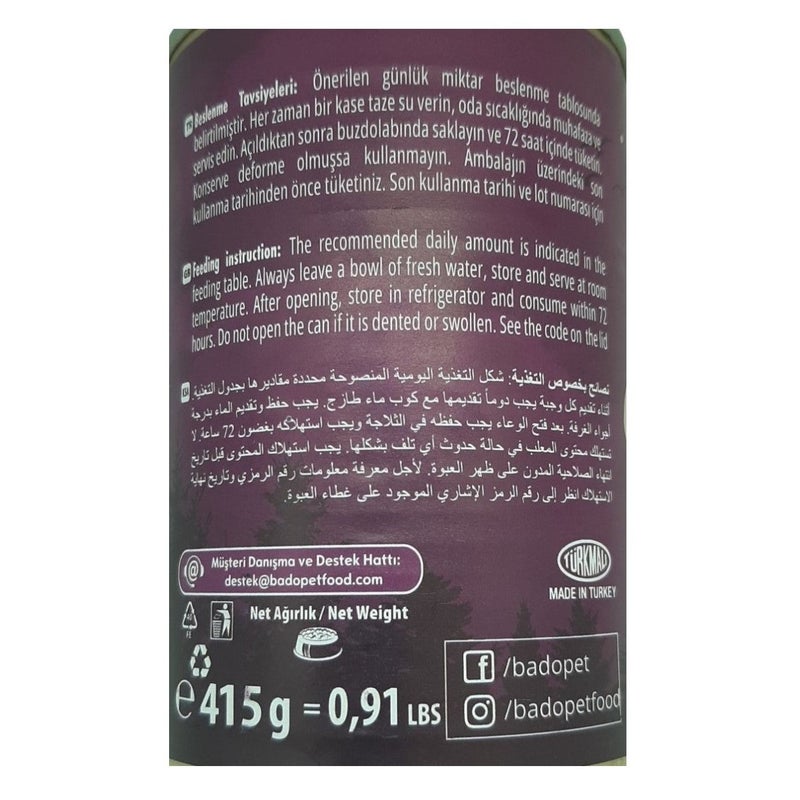 TR Beslenme Tavsiyeleri: Önerilen günlük miktar beslenme tablosunda
belirtilmiştir. Her zaman bir kase taze su verin, oda sıcaklığında muhafaza ve
servis edin. Açıldıktan sonra buzdolabında saklayın ve 72 saat içinde tüketin.
Konserve deforme olmuşsa kullanmayın. Ambalajın üzerindeki son
kullanma tarihinden önce tüketiniz. Son kullanma tarihi ve lot numarası için
GB Feeding instruction: The recommended daily amount is indicated in the
feeding table. Always leave a bowl of fresh water, store and serve at room
temperature. After opening, store in refrigerator and consume within 72
hours. Do not open the can if it is dented or swollen. See the code on the lid
نصائح بخصوص التغذية: شكل التغذية اليومية المنصوحة محددة مقاديرها بجدول التغذية.
أثناء تقديم كل وجبة يجب دوماً تقديمها مع كوب ماء طازج. يجب حفظ وتقديم الماء بدرجة
أجواء الغرفة. بعد فتح الوعاء يجب حفظه في الثلاجة ويجب استهلاكه بغضون 72 ساعة. لا
تستهلك محتوى المعلب في حالة حدوث أي تلف بشكلها. يجب استهلاك المحتوى قبل تاريخ
انتهاء الصلاحية المدون على ظهر العبوة. لأجل معرفة معلومات رقم الرمزي وتاريخ نهاية
الاستهلاك انظر إلى رقم الرمز الإشاري الموجود على غطاء العبوة.
Müşteri Danışma ve Destek Hattı:
destek@badopetfood.com
TÜRKMALI
MADE IN TURKEY
Net Ağırlık / Net Weight
40
FE
℮ 415 g = 0,91 LBS
/badopet
/badopetfood